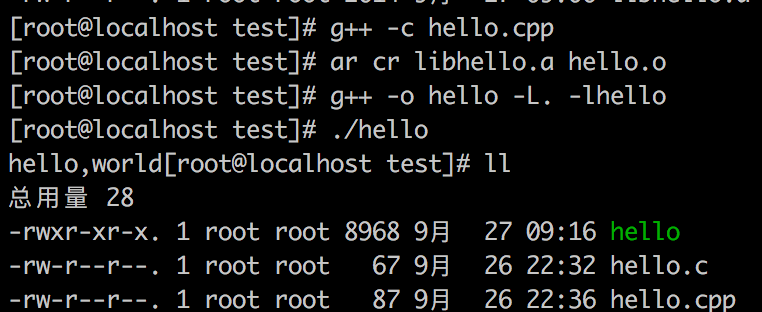 [root@localhost test]# g++ -c hello.cpp
[root@localhost test]# ar cr libhello.a hello.o
[root@localhost test]# g++ -o hello -L. -lhello
[root@localhost test]# ./hello
hello,world[root@localhost test]# ll
总用量 28
-rwxr-xr-x. 1 root root 8968 9月  27 09:16 hello
-rw-r--r--. 1 root root   67 9月  26 22:32 hello.c
-rw-r--r--. 1 root root   87 9月  26 22:36 hello.cpp